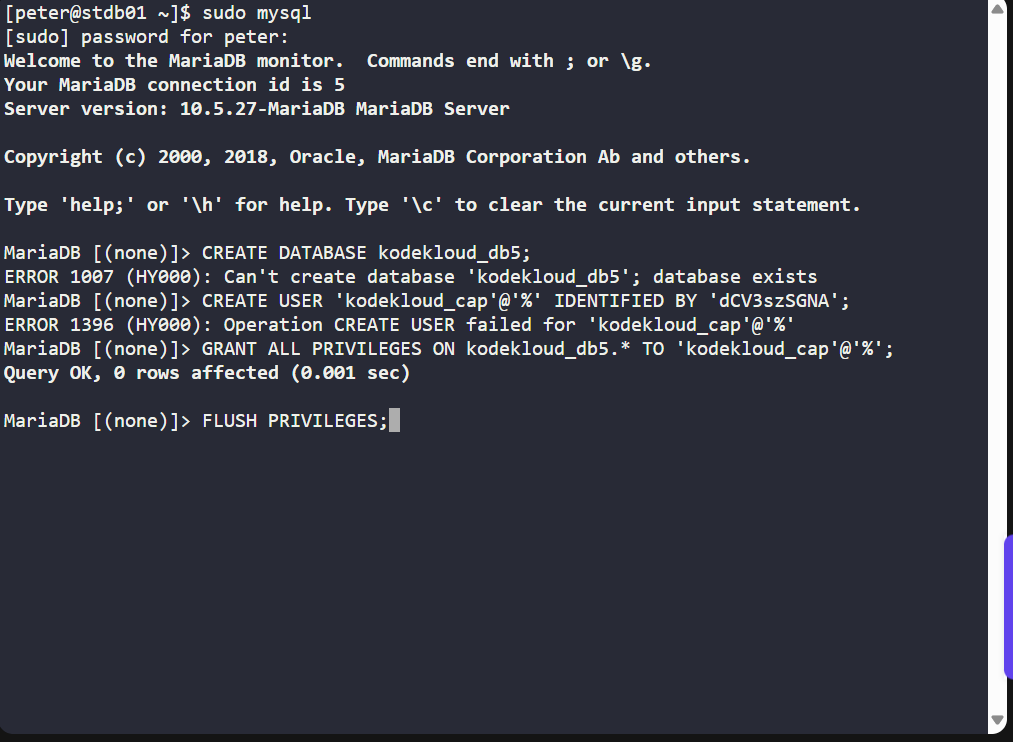 [peter@stdb01 ~]$ sudo mysql
[sudo] password for peter:
Welcome to the MariaDB monitor.  Commands end with ; or \g.
Your MariaDB connection id is 5
Server version: 10.5.27-MariaDB MariaDB Server
Copyright (c) 2000, 2018, Oracle, MariaDB Corporation Ab and others.
Type 'help;' or '\h' for help. Type '\c' to clear the current input statement.
MariaDB [(none)]> CREATE DATABASE kodekloud_db5;
ERROR 1007 (HY000): Can't create database 'kodekloud_db5'; database exists
MariaDB [(none)]> CREATE USER 'kodekloud_cap'@'%' IDENTIFIED BY 'dCV3szSGNA';
ERROR 1396 (HY000): Operation CREATE USER failed for 'kodekloud_cap'@'%'
MariaDB [(none)]> GRANT ALL PRIVILEGES ON kodekloud_db5.* TO 'kodekloud_cap'@'%';
Query OK, 0 rows affected (0.001 sec)
MariaDB [(none)]> FLUSH PRIVILEGES;